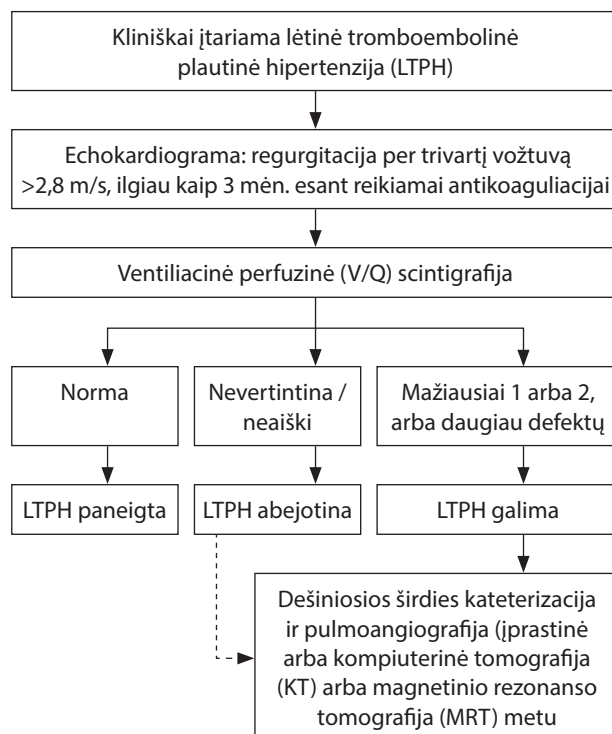 Kliniškai įtariama lėtinė tromboembolinė
plautinė hipertenzija (LTPH)
Echokardiograma: regurgitacija per trivartį vožtuvą
>2,8 m/s, ilgiau kaip 3 mėn. esant reikiamai antikoaguliacijai
Ventiliacinė perfuzinė (V/Q) scintigrafija
Norma
Nevertintina /
neaiški
Mažiausiai 1 arba 2,
arba daugiau defektų
LTPH paneigta
LTPH abejotina
LTPH galima
Dešiniosios širdies kateterizacija
ir pulmoangiografija (įprastinė
arba kompiuterinė tomografija
(KT) arba magnetinio rezonanso
tomografija (MRT) metu